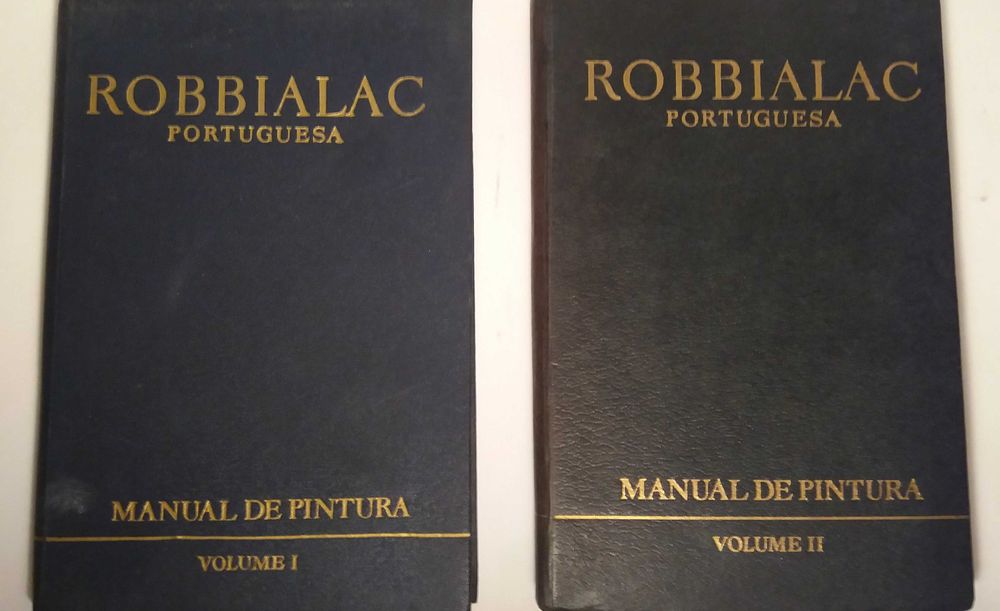 ROBBIALAC
PORTUGUESA
MANUAL DE PINTURA
VOLUME I
ROBBIALAC
PORTUGUESA
MANUAL DE PINTURA
VOLUME II